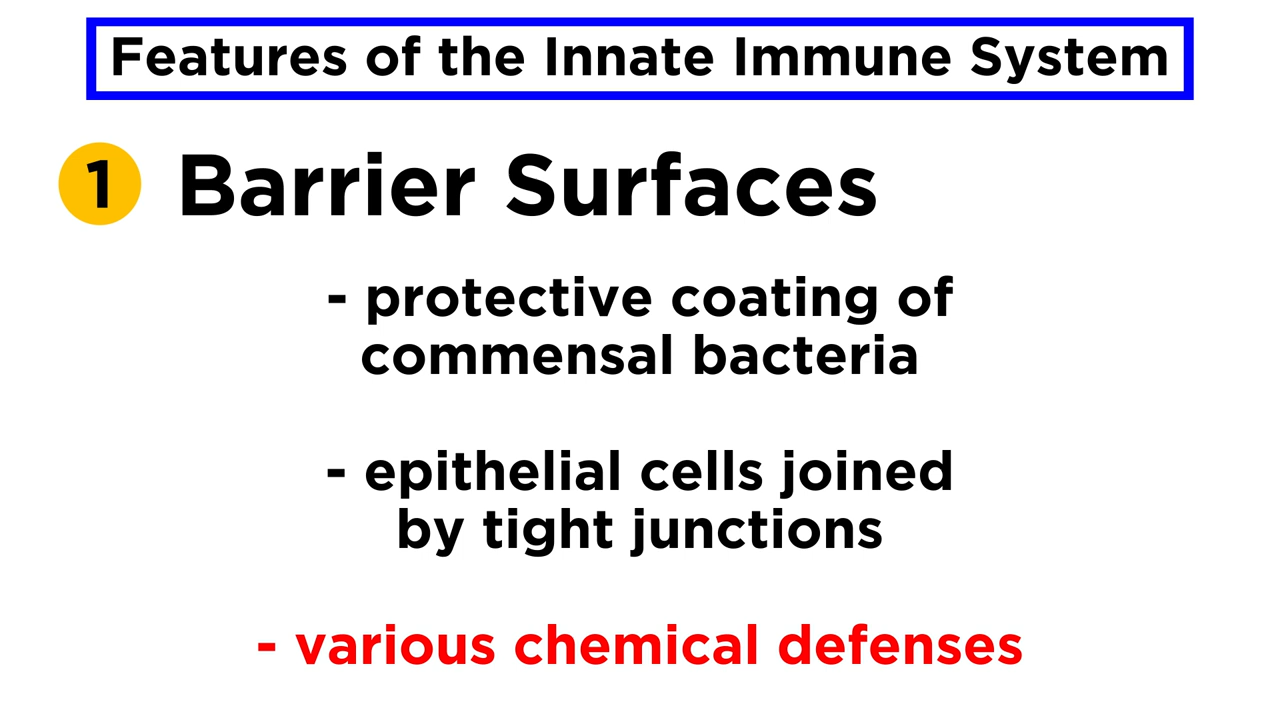 Features of the Innate Immune System
1 Barrier Surfaces
- protective coating of
commensal bacteria
- epithelial cells joined
by tight junctions
- various chemical defenses